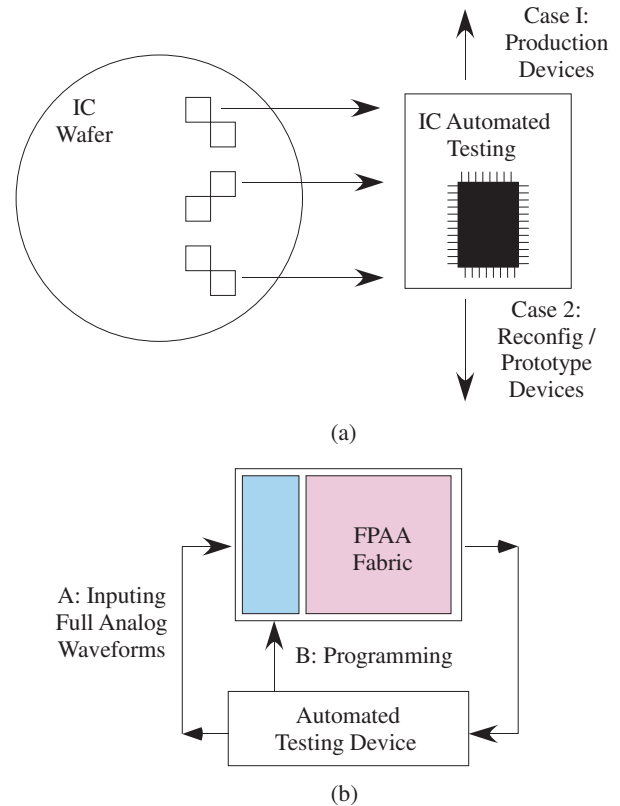 Case I:
Production
Devices
IC
Wafer
IC Automated
Testing
Case 2:
Reconfig /
Prototype
Devices
(a)
FPAA
Fabric
A: Inputing
Full Analog
Waveforms
B: Programming
Automated
Testing Device
(b)